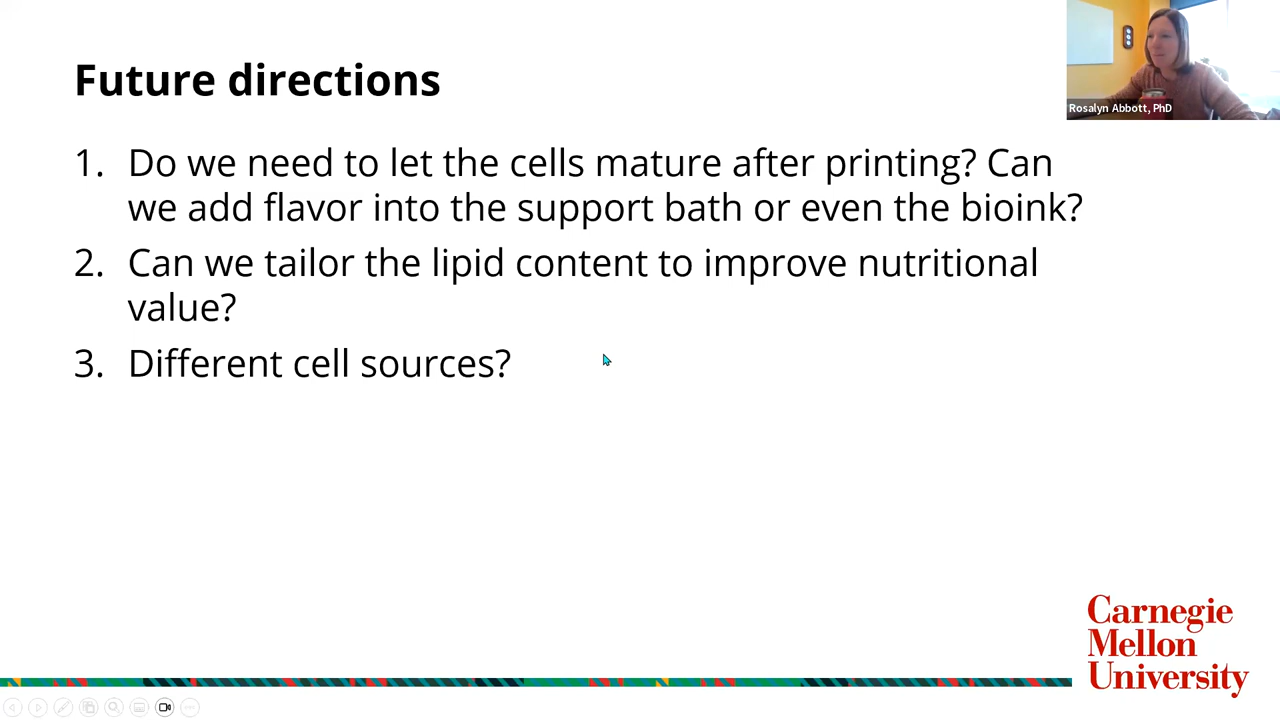 Future directions
Rosalyn Abbott, PhD
1. Do we need to let the cells mature after printing? Can
we add flavor into the support bath or even the bioink?
2. Can we tailor the lipid content to improve nutritional
value?
3. Different cell sources?
Carnegie
Mellon
University